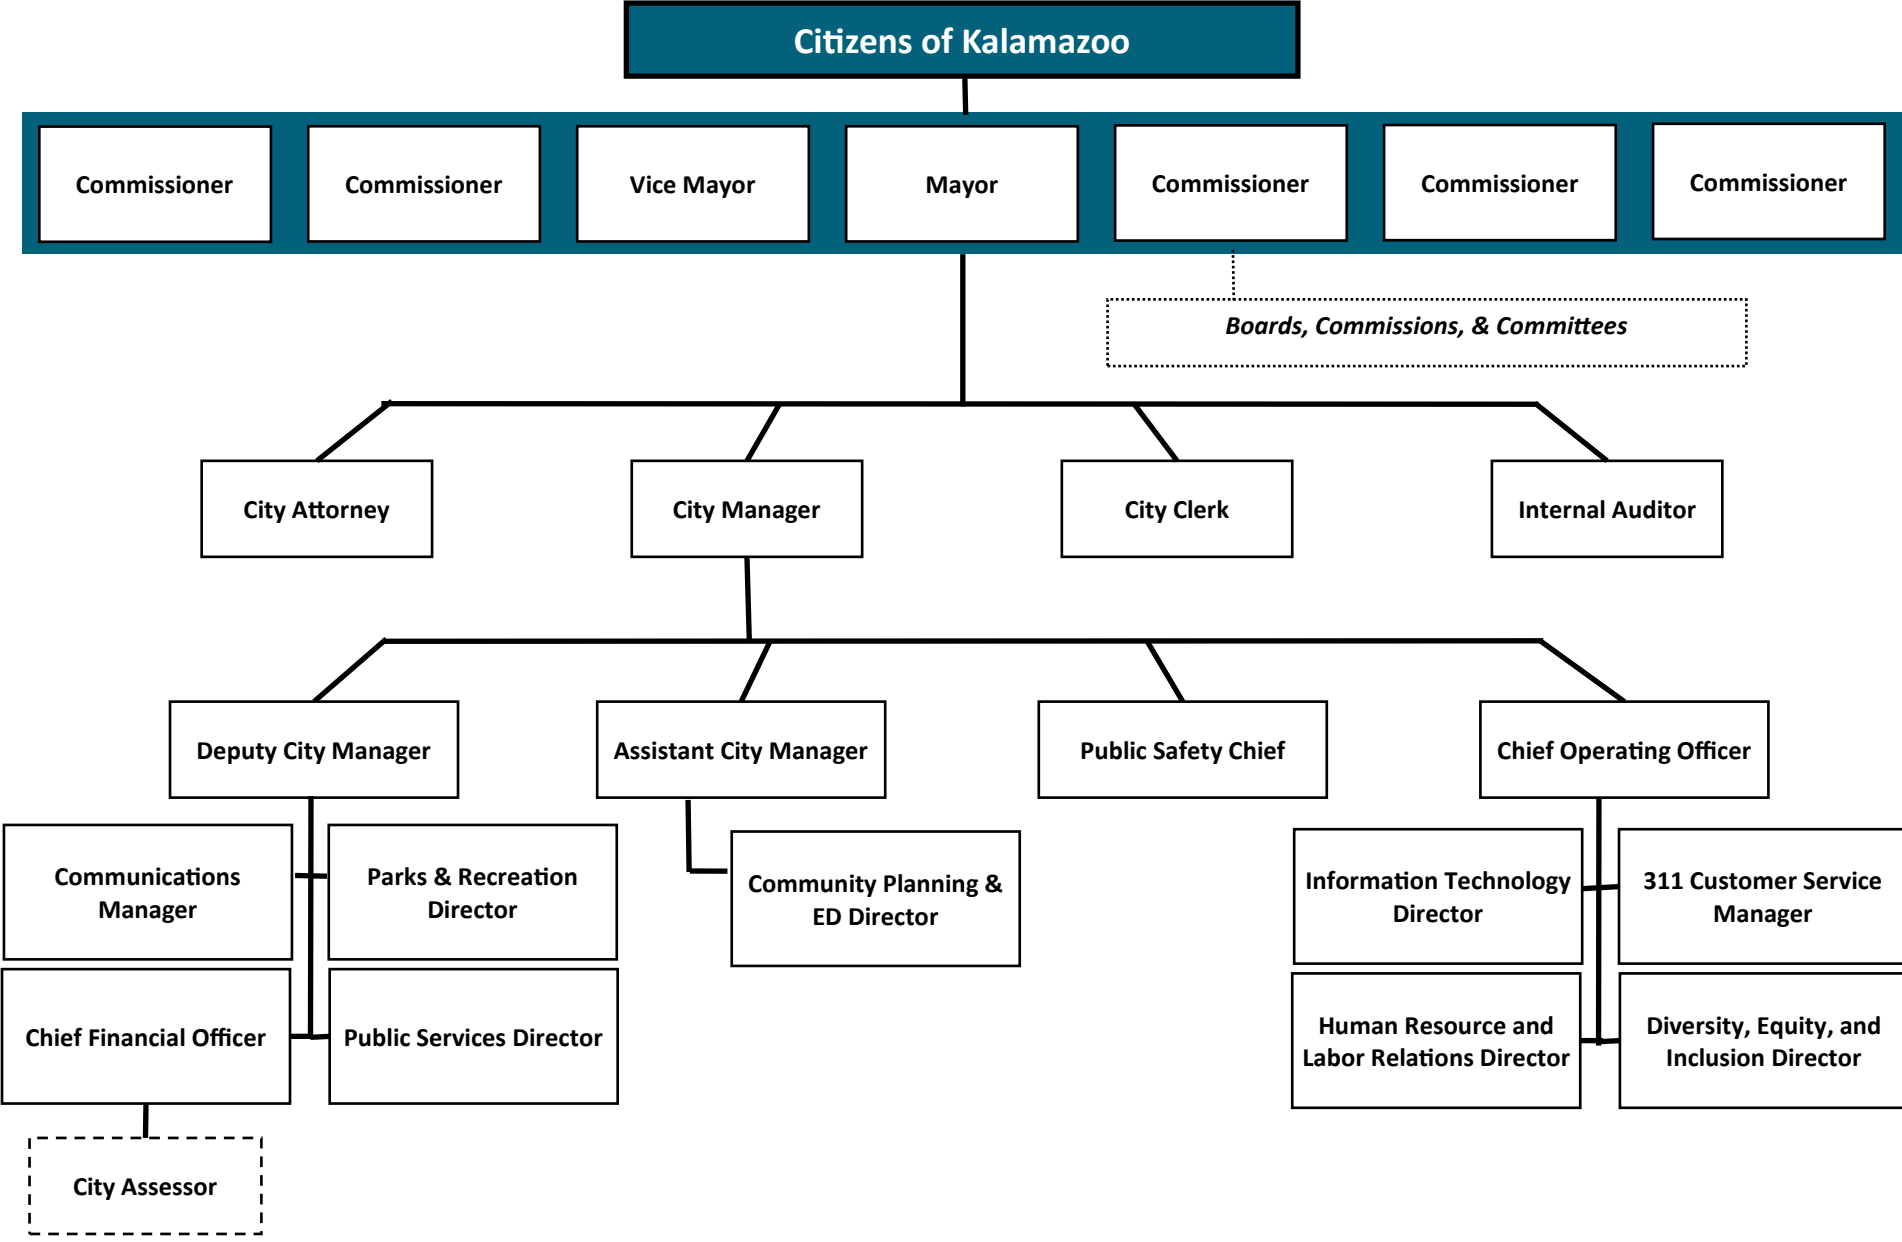 Citizens of Kalamazoo
Commissioner
Commissioner
Vice Mayor
Mayor
Commissioner
Commissioner
Commissioner
Boards, Commissions, & Committees
City Attorney
City Manager
City Clerk
Internal Auditor
Deputy City Manager
Assistant City Manager
Public Safety Chief
Chief Operating Officer
Communications
Manager
Parks & Recreation
Director
Community Planning &
ED Director
Information Technology
Director
311 Customer Service
Manager
Chief Financial Officer
Public Services Director
Human Resource and
Labor Relations Director
Diversity, Equity, and
Inclusion Director
City Assessor